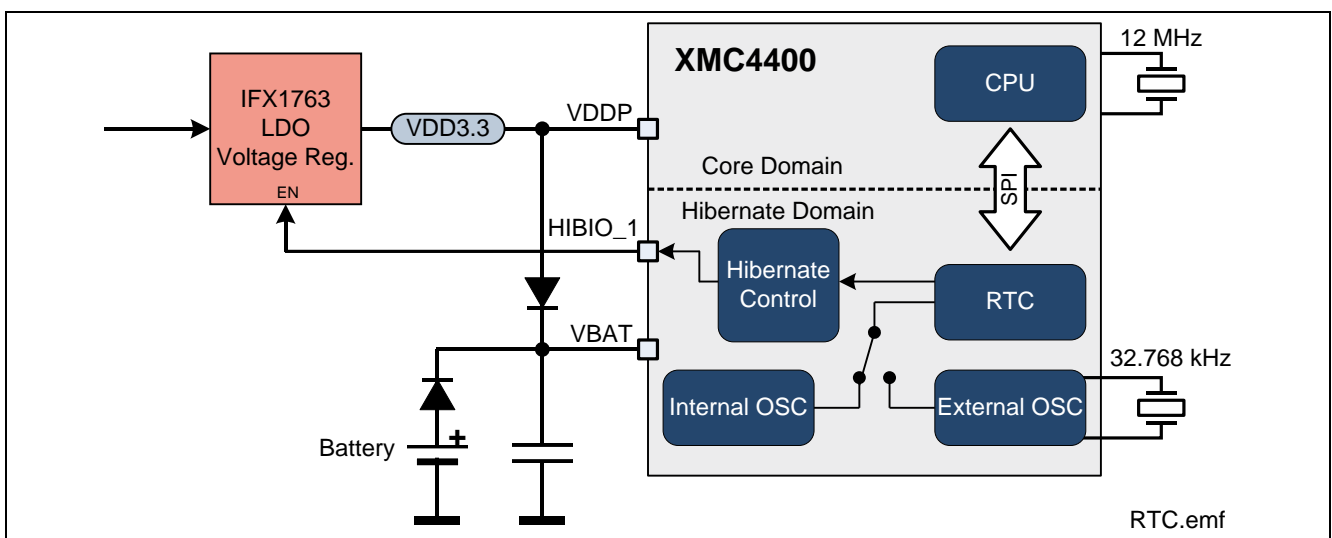 XMC4400
12 MHz
CPU
IFX1763
LDO
Voltage Reg.
EN
VDD3.3
VDDP
Core Domain
SPI
Hibernate Domain
HIBIO_1
Hibernate
Control
RTC
VBAT
32.768 kHz
Internal OSC
External OSC
Battery
+
RTC.emf